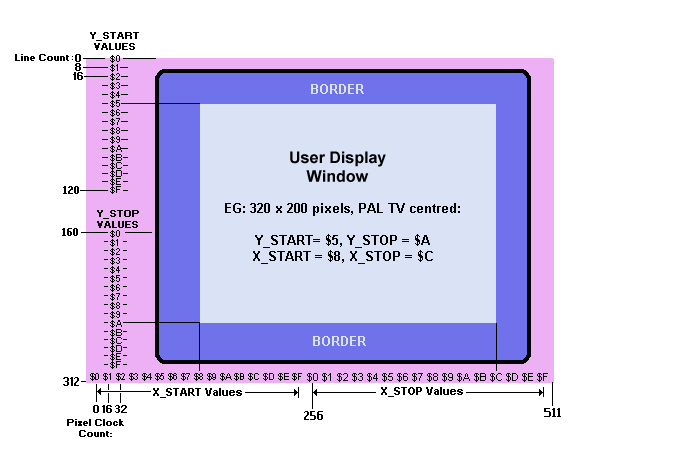 Y_START
VALUES
Line Count: 0
8
16
$0
$1
$2
$3
$4
$5
$6
$7
$8
$9
$A
$B
$C
$D
$E
$F
120
Y_STOP
VALUES
160
$0
$1
$2
$3
$4
$5
$6
$7
$8
$9
$A
$B
$C
$D
$E
$F
312
BORDER
User Display
Window
EG: 320 x 200 pixels, PAL TV centred:
Y_START= $5, Y_STOP = $A
X_START = $8, X_STOP = $C
BORDER
$0 $1 $2 $3 $4 $5 $6 $7 $8 $9 $A $B $C $D $E $F $0 $1 $2 $3 $4 $5 $6 $7 $8 $9 $A $B $C $D $E $F
X_START Values X_STOP Values
0 16 32 256 511
Pixel Clock
Count: